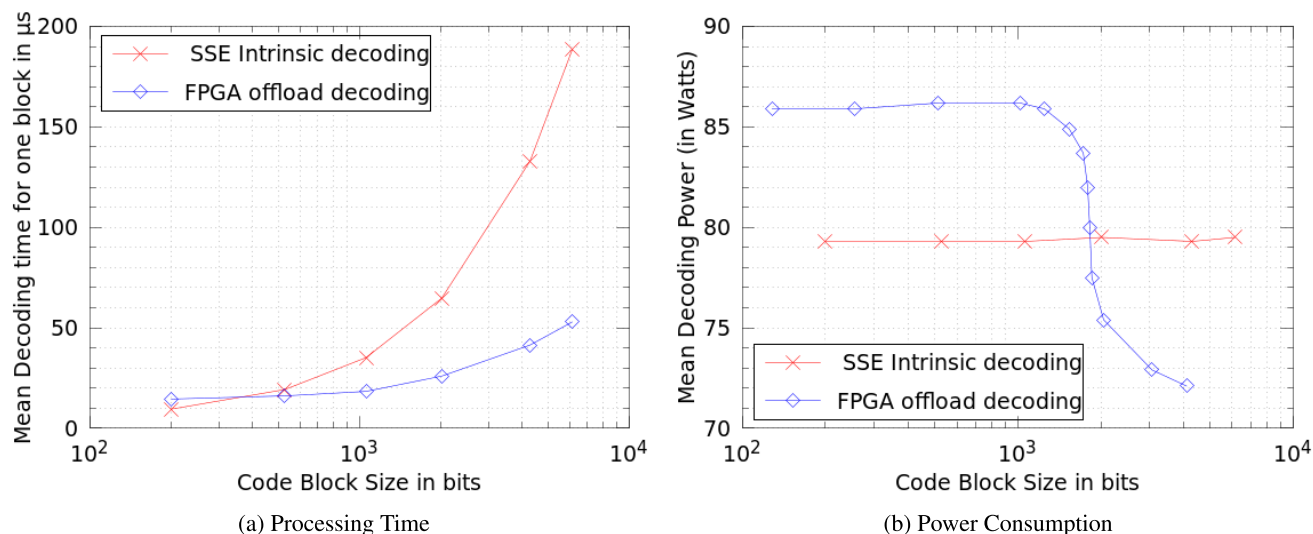 Mean Decoding time for one block in µs
200
150
100
50
0
SSE Intrinsic decoding
FPGA offload decoding
10²
10³
10⁴
Code Block Size in bits
(a) Processing Time
Mean Decoding Power (in Watts)
90
85
80
75
70
SSE Intrinsic decoding
FPGA offload decoding
10²
10³
10⁴
Code Block Size in bits
(b) Power Consumption